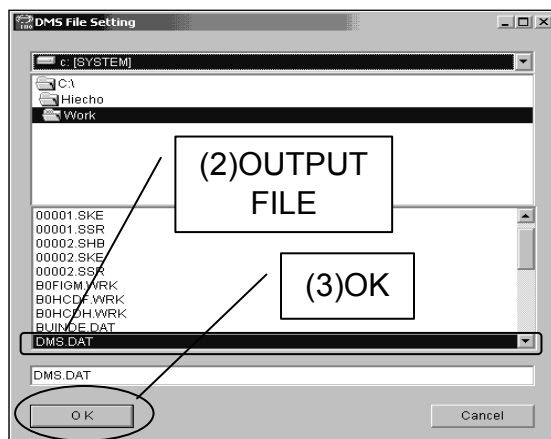 DMS File Setting
c: [SYSTEM]
C:\
Hiecho
Work
(2)OUTPUT
FILE
00001.SKE
00001.SSR
00002.SHB
00002.SKE
00002.SSR
B0FIGM.WRK
B0HCDF.WRK
B0HCDH.WRK
BUINDE.DAT
DMS.DAT
(3)OK
DMS.DAT
OK
Cancel